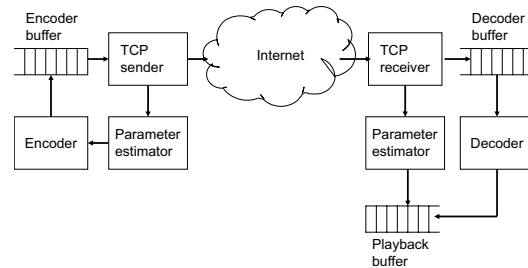 Encoder
buffer
TCP
sender
Internet
TCP
receiver
Decoder
buffer
Encoder
Parameter
estimator
Parameter
estimator
Decoder
Playback
buffer